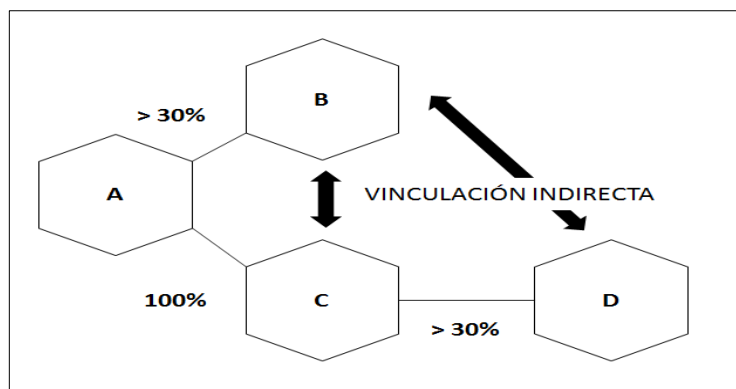 B
> 30%
A
VINCULACIÓN INDIRECTA
100%
C
D
> 30%